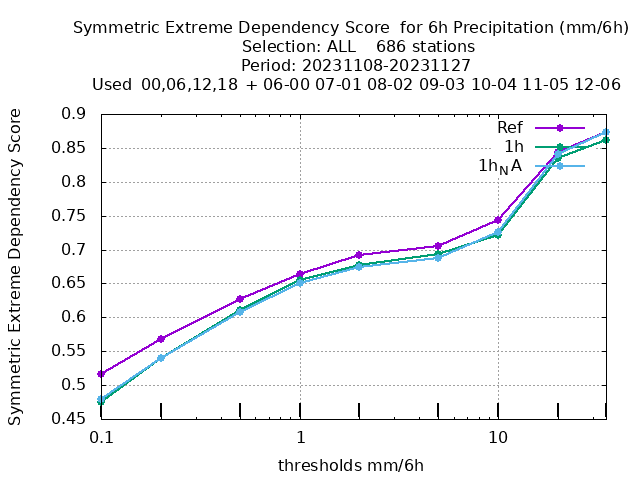 Symmetric Extreme Dependency Score  for 6h Precipitation (mm/6h)
Selection: ALL    686 stations
Period: 20231108-20231127
Used  00,06,12,18  + 06-00 07-01 08-02 09-03 10-04 11-05 12-06
Symmetric Extreme Dependency Score
0.9
0.85
0.8
0.75
0.7
0.65
0.6
0.55
0.5
0.45
Ref
1h
1hNA
0.1
1
10
thresholds mm/6h